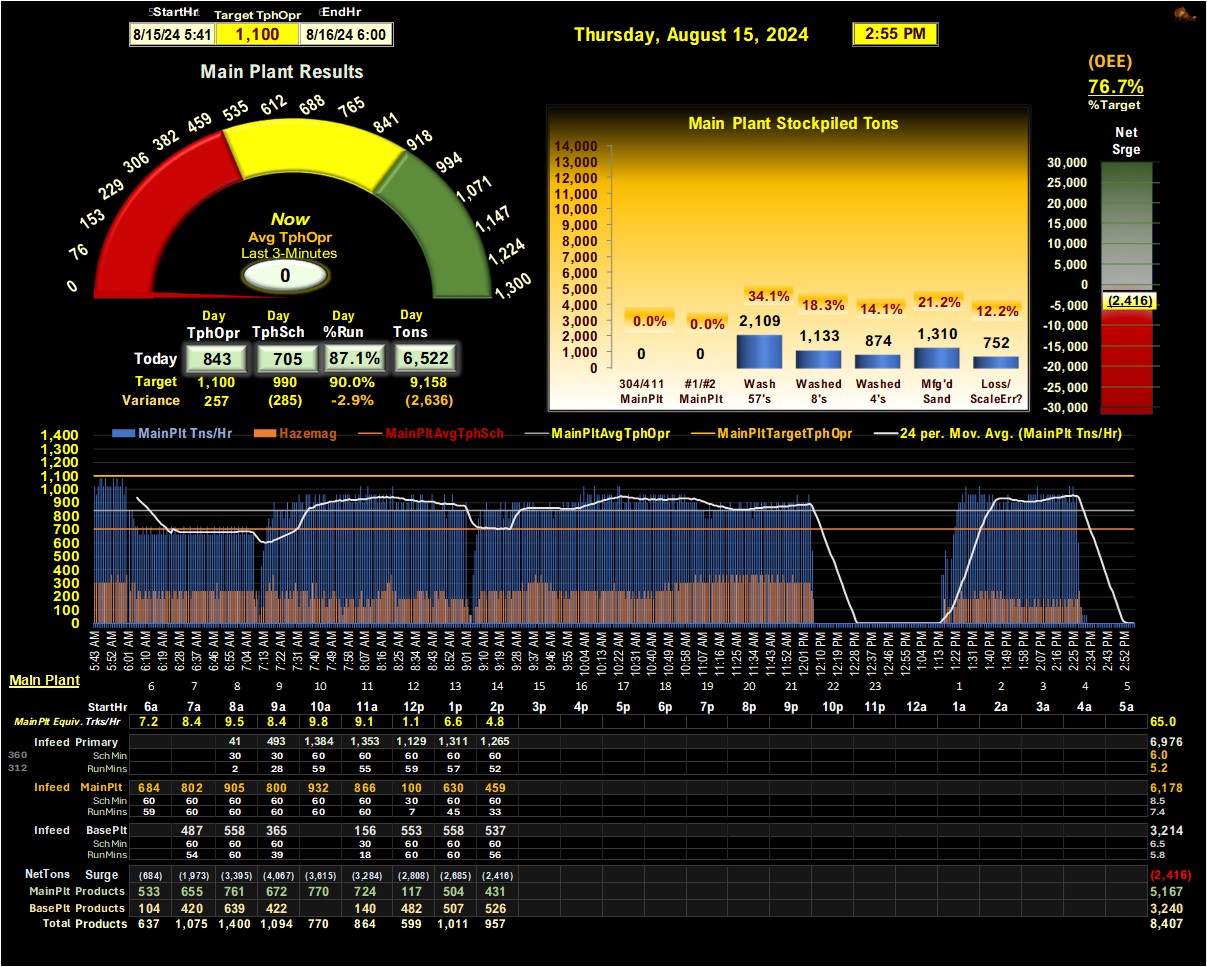 StartHr Target TphOpr EndHr
8/15/24 5:41 1,100 8/16/24 6:00
Thursday, August 15, 2024 2:55 PM
(OEE)
76.7%
%Target
Main Plant Results
0 76 153 229 306 382 459 535 612 688 765 841 918 994 1,071 1,147 1,224 1,300
Now
Avg TphOpr
Last 3-Minutes
0
Day Day Day Day
TphOpr TphSch %Run Tons
Today 843 705 87.1% 6,522
Target 1,100 990 90.0% 9,158
Variance 257 (285) -2.9% (2,636)
Main Plant Stockpiled Tons
14,000
13,000
12,000
11,000
10,000
9,000
8,000
7,000
6,000
5,000
4,000
3,000
2,000
1,000
0
0.0% 0.0% 34.1% 18.3% 14.1% 21.2% 12.2%
0 0 2,109 1,133 874 1,310 752
304/411 #1/#2 Wash Washed Washed Mfg'd Loss/
MainPlt MainPlt 57's 8's 4's Sand ScaleErr?
Net
Srge
30,000
25,000
20,000
15,000
10,000
5,000
0
-5,000
-10,000
-15,000
-20,000
-25,000
-30,000
(2,416)
MainPlt Tns/Hr Hazemag MainPltAvgTphSch MainPltAvgTphOpr MainPltTargetTphOpr 24 per. Mov. Avg. (MainPlt Tns/Hr)
1,400
1,300
1,200
1,100
1,000
900
800
700
600
500
400
300
200
100
0
5:43 AM 5:52 AM 6:01 AM 6:10 AM 6:19 AM 6:28 AM 6:37 AM 6:46 AM 6:55 AM 7:04 AM 7:13 AM 7:22 AM 7:31 AM 7:40 AM 7:49 AM 7:58 AM 8:07 AM 8:16 AM 8:25 AM 8:34 AM 8:43 AM 8:52 AM 9:01 AM 9:10 AM 9:19 AM 9:28 AM 9:37 AM 9:46 AM 9:55 AM 10:04 AM 10:13 AM 10:22 AM 10:31 AM 10:40 AM 10:49 AM 10:58 AM 11:07 AM 11:16 AM 11:25 AM 11:34 AM 11:43 AM 11:52 AM 12:01 PM 12:10 PM 12:19 PM 12:28 PM 12:37 PM 12:46 PM 12:55 PM 1:04 PM 1:13 PM 1:22 PM 1:31 PM 1:40 PM 1:49 PM 1:58 PM 2:07 PM 2:16 PM 2:25 PM 2:34 PM 2:43 PM 2:52 PM
Main Plant
6 7 8 9 10 11 12 13 14 15 16 17 18 19 20 21 22 23 1 2 3 4 5
StartHr 6a 7a 8a 9a 10a 11a 12p 1p 2p 3p 4p 5p 6p 7p 8p 9p 10p 11p 12a 1a 2a 3a 4a 5a
MainPlt Equiv. Trks/Hr 7.2 8.4 9.5 8.4 9.8 9.1 1.1 6.6 4.8 65.0
Infeed Primary 41 493 1,384 1,353 1,129 1,311 1,265 6,976
360 SchMin 30 30 60 60 60 60 60 6.0
312 RunMins 2 28 59 55 59 57 52 5.2
Infeed MainPlt 684 802 905 800 932 866 100 630 459 6,178
SchMin 60 60 60 60 60 60 30 60 60 8.5
RunMins 59 60 60 60 60 60 7 45 33 7.4
Infeed BasePlt 487 558 365 156 553 558 537 3,214
SchMin 60 60 60 30 60 60 60 6.5
RunMins 54 60 39 18 60 60 56 5.8
NetTons Surge (684) (1,973) (3,395) (4,067) (3,615) (3,284) (2,808) (2,685) (2,416) (2,416)
MainPlt Products 533 655 761 672 770 724 117 504 431 5,167
BasePlt Products 104 420 639 422 140 482 507 526 3,240
Total Products 637 1,075 1,400 1,094 770 864 599 1,011 957 8,407